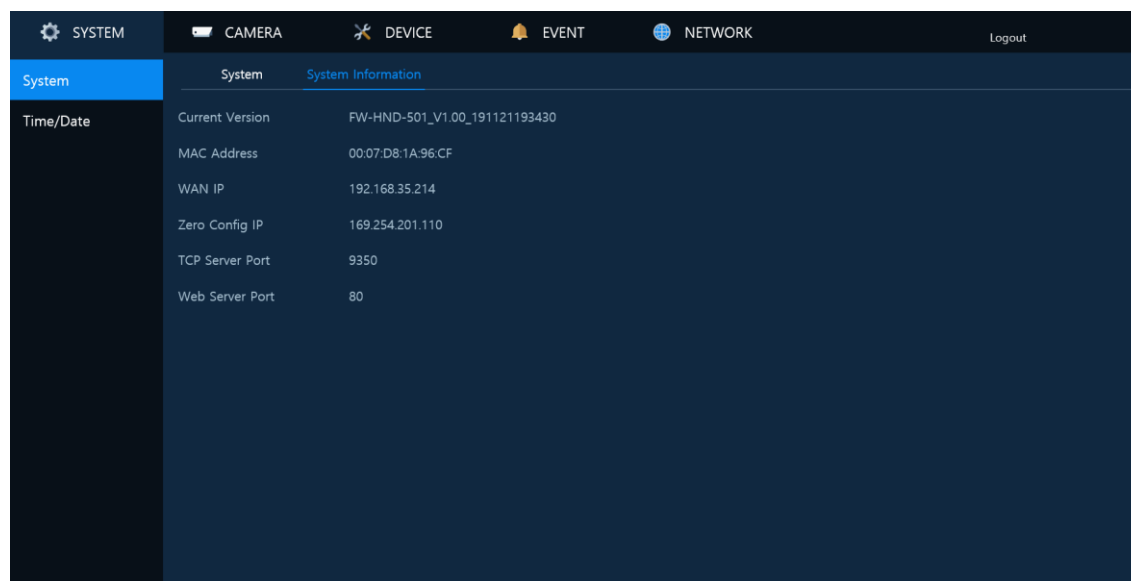 SYSTEM CAMERA DEVICE EVENT NETWORK Logout
System System System Information
Time/Date Current Version FW-HND-501_V1.00_191121193430
MAC Address 00:07:D8:1A:96:CF
WAN IP 192.168.35.214
Zero Config IP 169.254.201.110
TCP Server Port 9350
Web Server Port 80